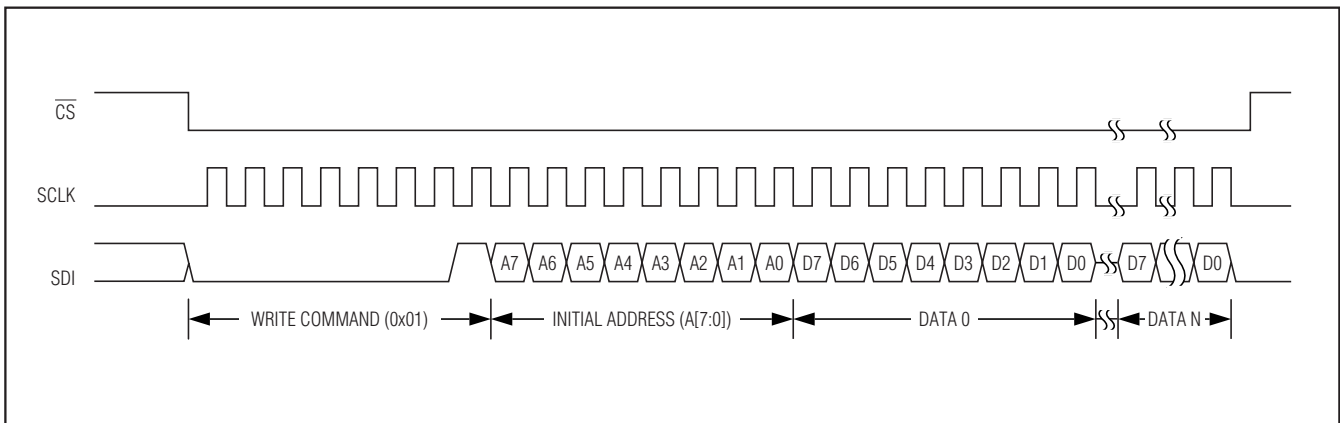 CS
SCLK
SDI A7 A6 A5 A4 A3 A2 A1 A0 D7 D6 D5 D4 D3 D2 D1 D0 D7 D0
WRITE COMMAND (0x01) INITIAL ADDRESS (A[7:0]) DATA 0 DATA N